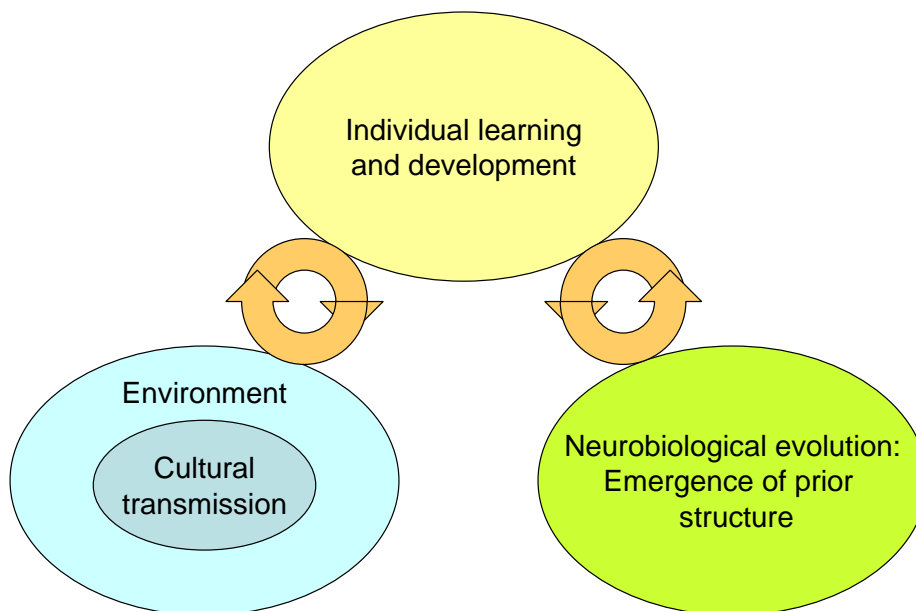 Individual learning
and development
Environment
Cultural
transmission
Neurobiological evolution:
Emergence of prior
structure